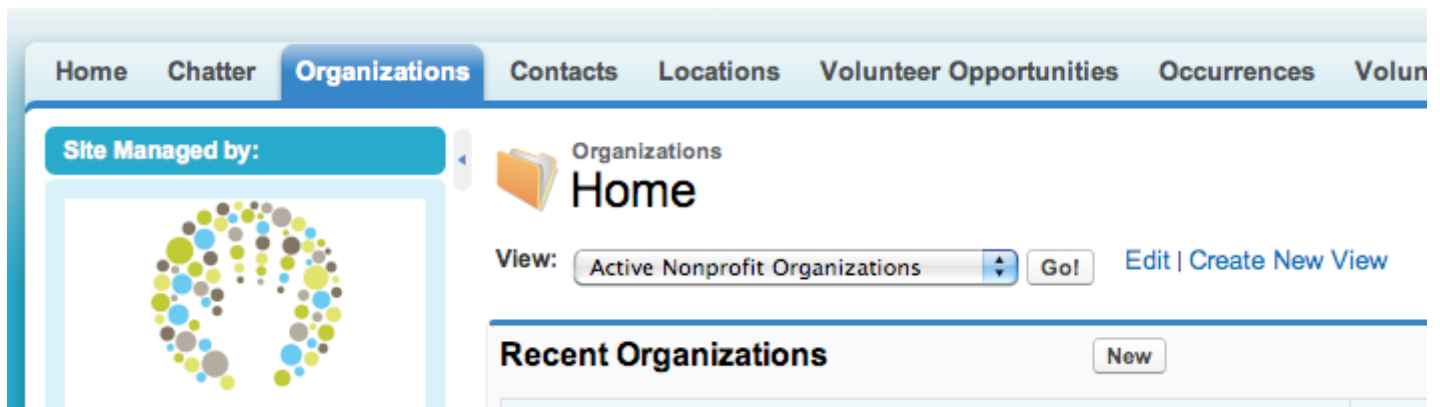 Home Chatter Organizations Contacts Locations Volunteer Opportunities Occurrences Volun
Site Managed by:
Organizations
Home
View: Active Nonprofit Organizations Go! Edit | Create New View
Recent Organizations New